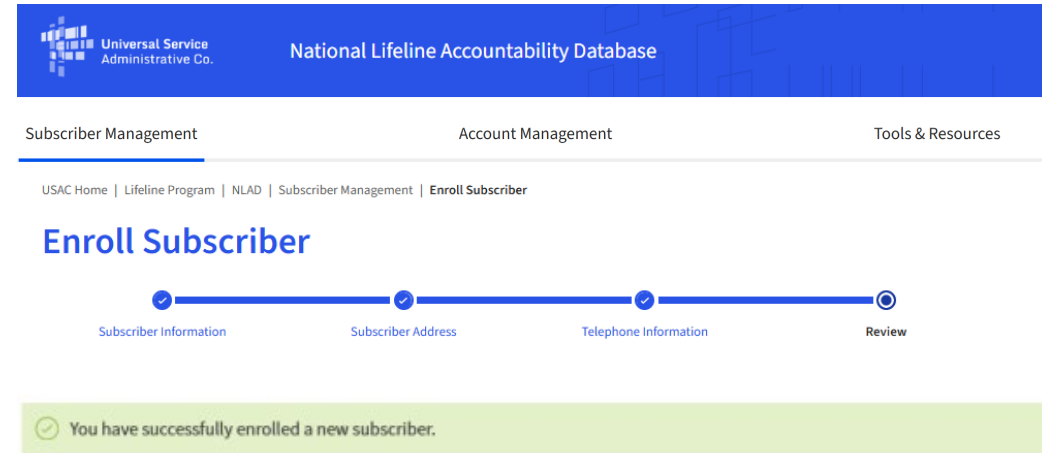 Universal Service
Administrative Co.
National Lifeline Accountability Database
Subscriber Management
Account Management
Tools & Resources
USAC Home | Lifeline Program | NLAD | Subscriber Management | Enroll Subscriber
Enroll Subscriber
Subscriber Information
Subscriber Address
Telephone Information
Review
You have successfully enrolled a new subscriber.